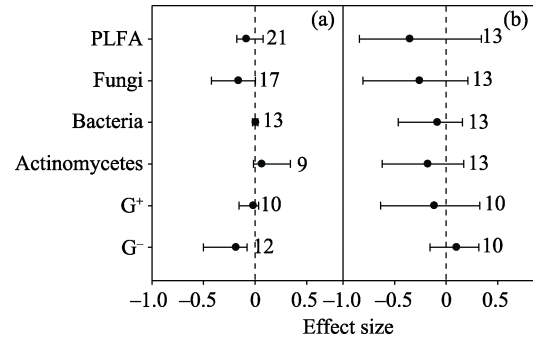 (a) (b)
PLFA 21 13
Fungi 17 13
Bacteria 13 13
Actinomycetes 9 13
G⁺ 10 10
G⁻ 12 10
−1.0 −0.5 0 0.5 −1.0 −0.5 0 0.5
Effect size